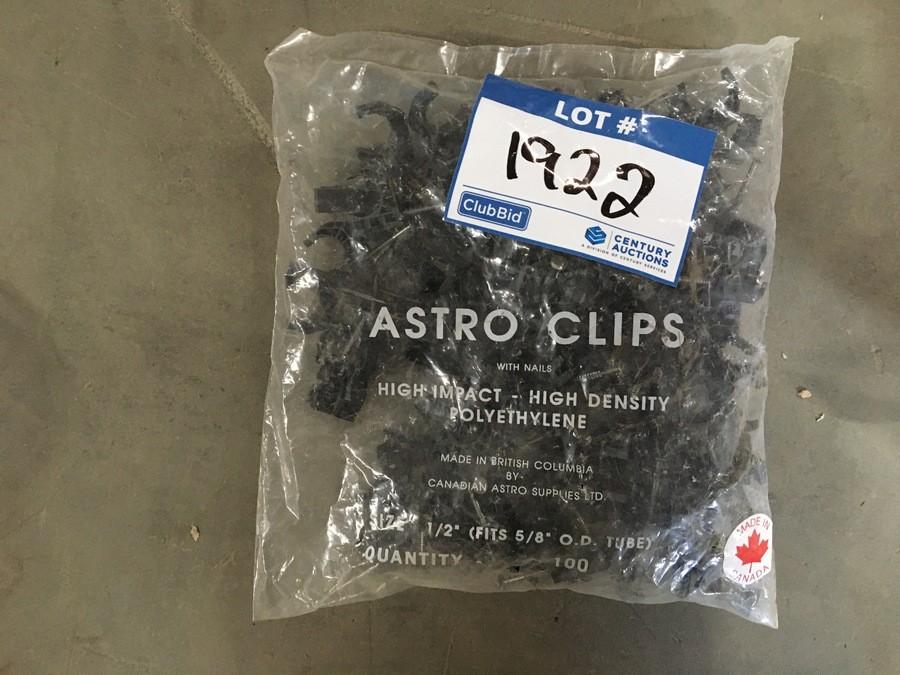 LOT #
1922
ClubBid
CENTURY
AUCTIONS
A DIVISION OF CENTURY SERVICES
ASTRO CLIPS
WITH NAILS
HIGH IMPACT - HIGH DENSITY
POLYETHYLENE
MADE IN BRITISH COLUMBIA
BY
CANADIAN ASTRO SUPPLIES LTD.
SIZE 1/2" (FITS 5/8" O.D. TUBE)
QUANTITY 100
MADE IN
CANADA